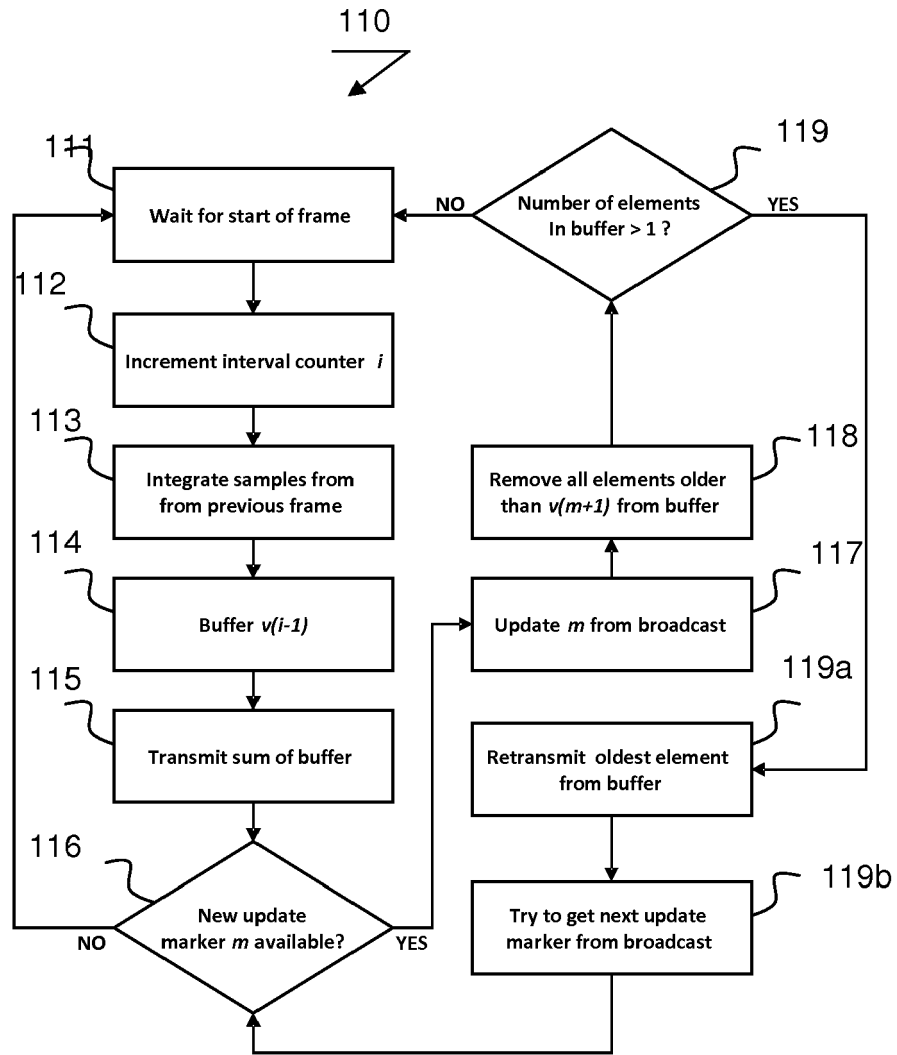 110
111
Wait for start of frame
112
Increment interval counter i
113
Integrate samples from
from previous frame
114
Buffer v(i-1)
115
Transmit sum of buffer
116
New update
marker m available?
NO
YES
119
Number of elements
In buffer > 1 ?
NO
YES
118
Remove all elements older
than v(m+1) from buffer
117
Update m from broadcast
119a
Retransmit oldest element
from buffer
119b
Try to get next update
marker from broadcast